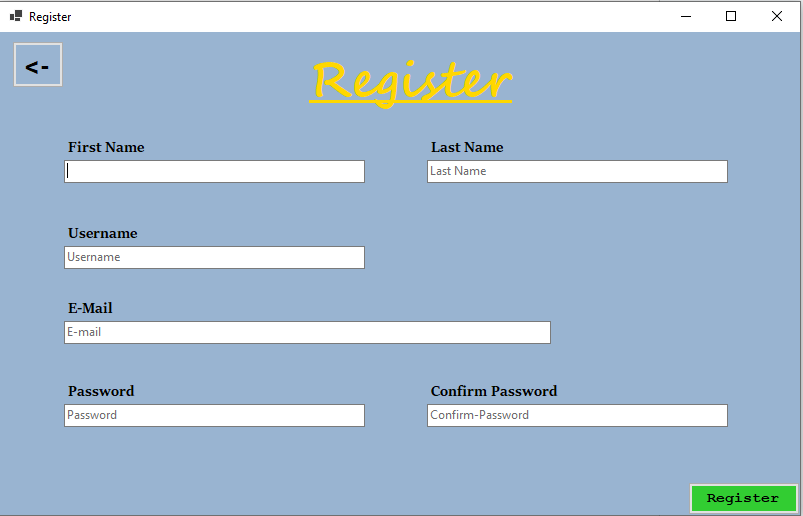 Register
<-
Register
First Name
Last Name
Last Name
Username
Username
E-Mail
E-mail
Password
Confirm Password
Password
Confirm-Password
Register